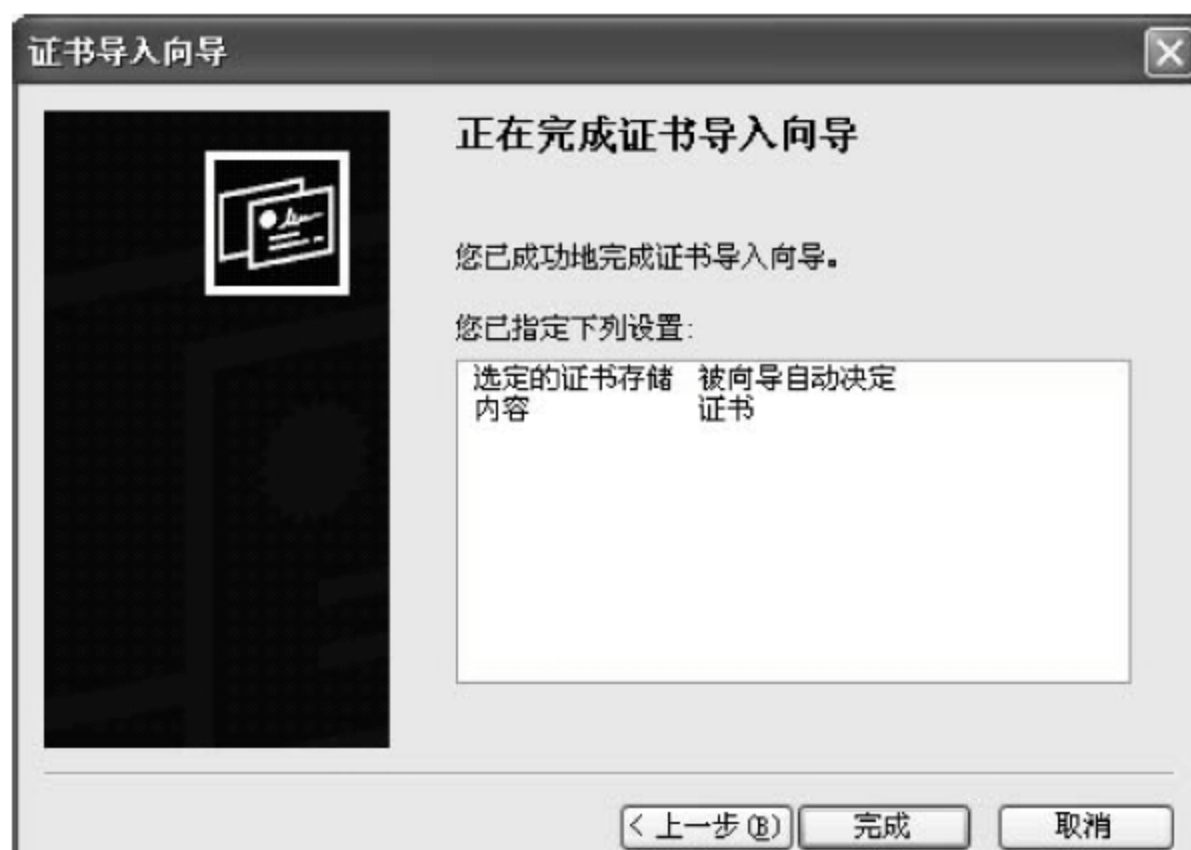 证书导入向导
正在完成证书导入向导
您已成功地完成证书导入向导。
您已指定下列设置:
选定的证书存储 被向导自动决定
内容 证书
< 上一步(B) 完成 取消